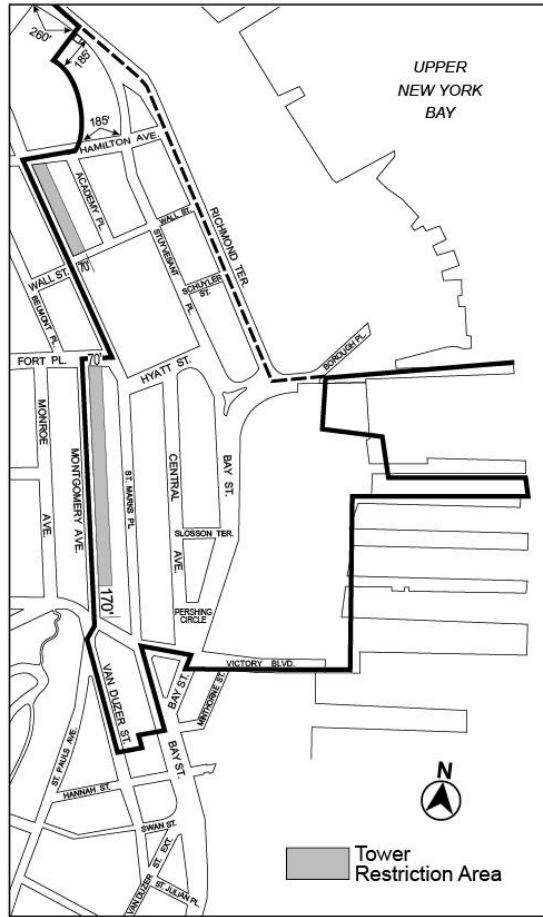 260'
185'
UPPER
NEW YORK
BAY
185'
HAMILTON AVE.
ACADEMY PL.
WALL ST.
RICHMOND TER.
STUYVESANT
PL.
70'
WALL ST.
SCHUYLER
ST.
BELMONT PL.
BOROUGH PL.
FORT PL.
70'
HYATT ST.
MONROE
AVE.
MONTGOMERY AVE.
ST. MARKS PL
CENTRAL
AVE.
BAY ST.
SLOSSON TER.
170'
PERSHING
CIRCLE
VICTORY BLVD.
VAN DUZER ST.
BAY ST.
MINTHORNE ST.
BAY ST.
ST. PAULS AVE.
HANNAH ST.
N
SWAN ST.
VAN DUZER ST. EXT.
ST. JULIAN PL.
Tower
Restriction Area